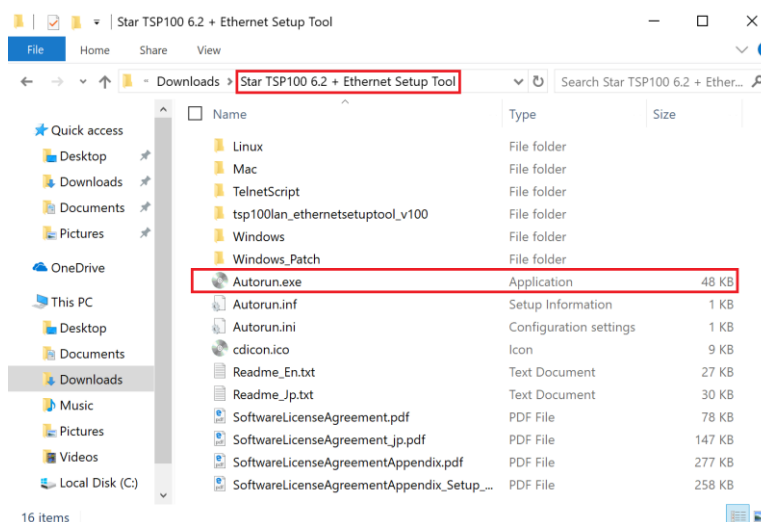 Star TSP100 6.2 + Ethernet Setup Tool
File Home Share View
Downloads > Star TSP100 6.2 + Ethernet Setup Tool Search Star TSP100 6.2 + Ether...
Name Type Size
Quick access
Desktop
Downloads
Documents
Pictures
OneDrive
This PC
Desktop
Documents
Downloads
Music
Pictures
Videos
Local Disk (C:)
Linux File folder
Mac File folder
TelnetScript File folder
tsp100lan_ethernetsetuptool_v100 File folder
Windows File folder
Windows_Patch File folder
Autorun.exe Application 48 KB
Autorun.inf Setup Information 1 KB
Autorun.ini Configuration settings 1 KB
cdicon.ico Icon 9 KB
Readme_En.txt Text Document 27 KB
Readme_Jp.txt Text Document 30 KB
SoftwareLicenseAgreement.pdf PDF File 78 KB
SoftwareLicenseAgreement_jp.pdf PDF File 147 KB
SoftwareLicenseAgreementAppendix.pdf PDF File 277 KB
SoftwareLicenseAgreementAppendix_Setup_... PDF File 258 KB
16 items